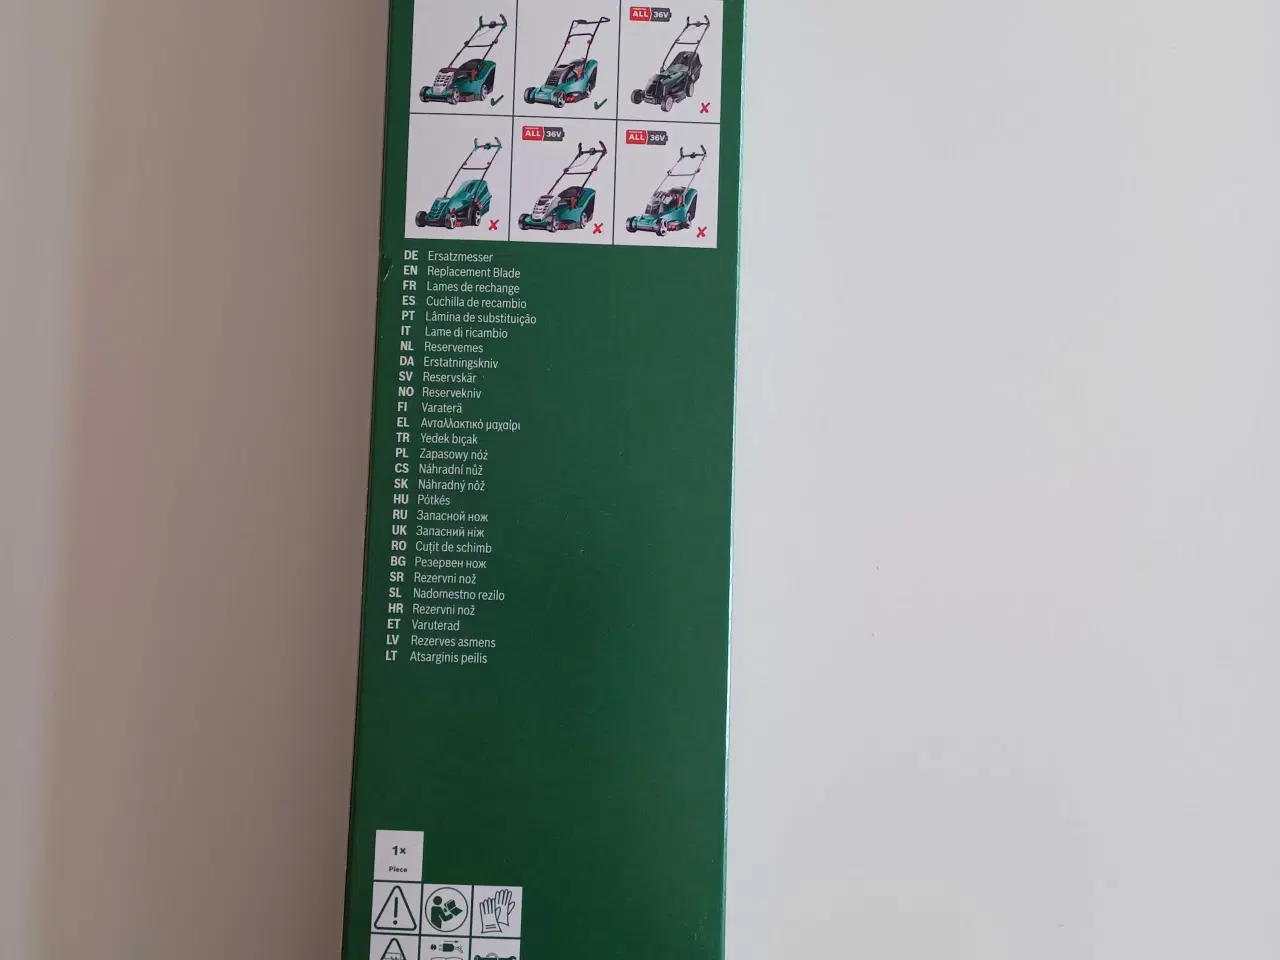 ALL 36V
ALL 36V
ALL 36V
DE Ersatzmesser
EN Replacement Blade
FR Lames de rechange
ES Cuchilla de recambio
PT Lâmina de substituição
IT Lame di ricambio
NL Reservemes
DA Erstatningskniv
SV Reservskär
NO Reservekniv
FI Varaterä
EL Ανταλλακτικό μαχαίρι
TR Yedek bıçak
PL Zapasowy nóż
CS Náhradní nůž
SK Náhradný nôž
HU Pótkés
RU Запасной нож
UK Запасний ніж
RO Cuțit de schimb
BG Резервен нож
SR Rezervni nož
SL Nadomestno rezilo
HR Rezervni nož
ET Varuterad
LV Rezerves asmens
LT Atsarginis peilis
1x
Piece